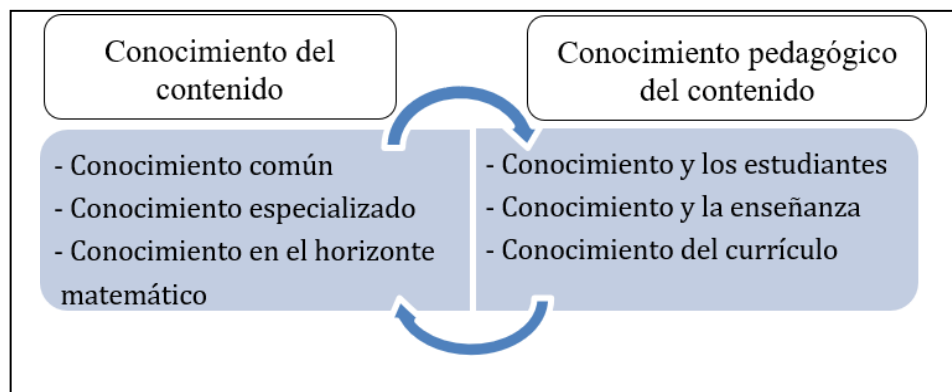 Conocimiento del
contenido
- Conocimiento común
- Conocimiento especializado
- Conocimiento en el horizonte
matemático
Conocimiento pedagógico
del contenido
- Conocimiento y los estudiantes
- Conocimiento y la enseñanza
- Conocimiento del currículo